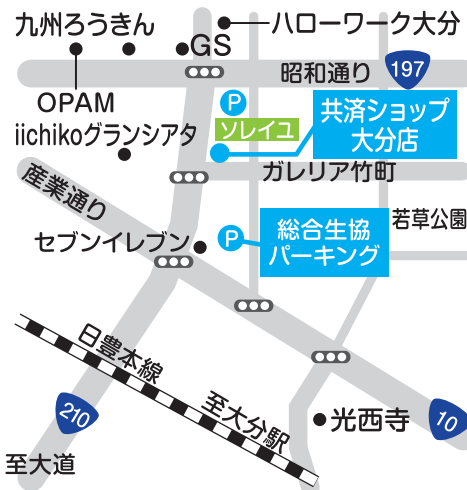 九州ろうきん
ハローワーク大分
GS
昭和通り
197
OPAM
P
共済ショップ
大分店
iichikoグランシアタ
ソレイユ
産業通り
ガレリア竹町
セブンイレブン
P
総合生協
パーキング
若草公園
日豊本線
至大分駅
210
光西寺
10
至大道